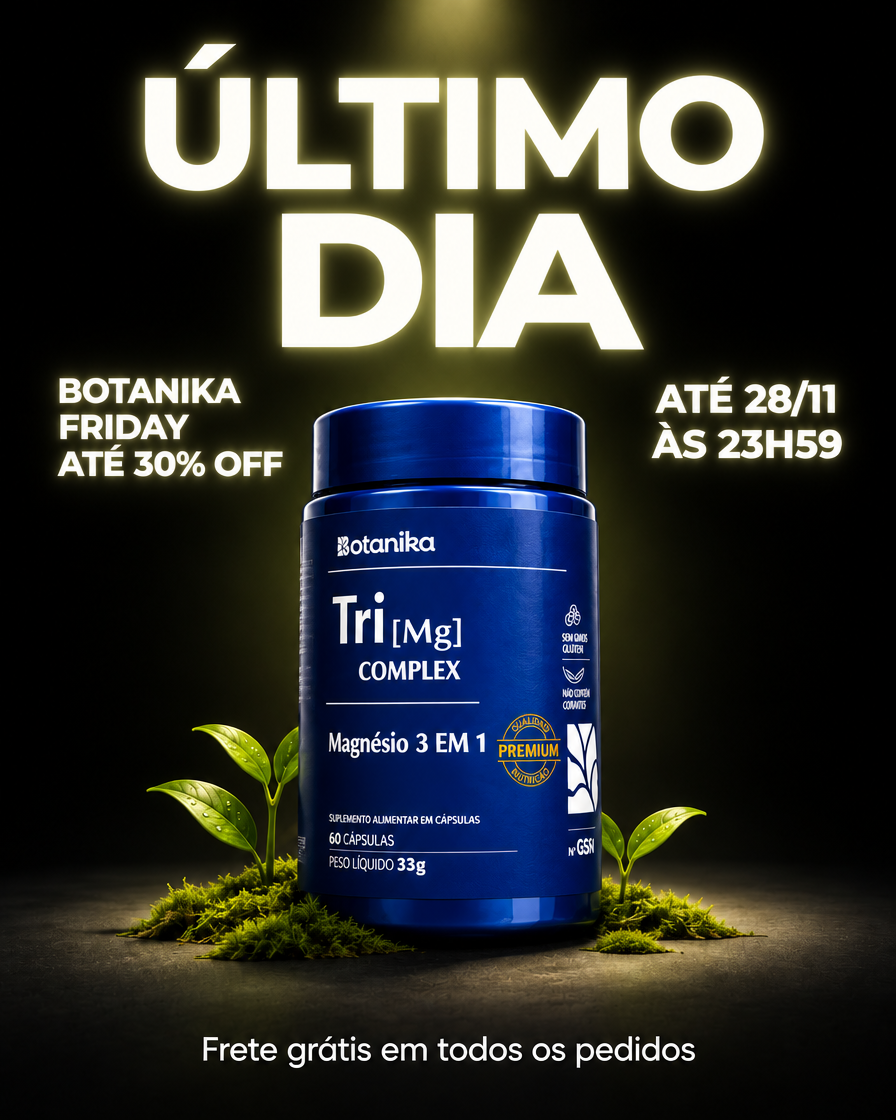 ÚLTIMO
DIA
BOTANIKA
FRIDAY
ATÉ 30% OFF
ATÉ 28/11
ÀS 23H59
Botanika
Tri [Mg]
COMPLEX
Magnésio 3 EM 1
QUALIDADE
PREMIUM
NUTRIÇÃO
SUPLEMENTO ALIMENTAR EM CÁPSULAS
60 CÁPSULAS
PESO LÍQUIDO 33g
SEM
GLÚTEN
NÃO CONTÉM
CORANTES
GSN
Frete grátis em todos os pedidos